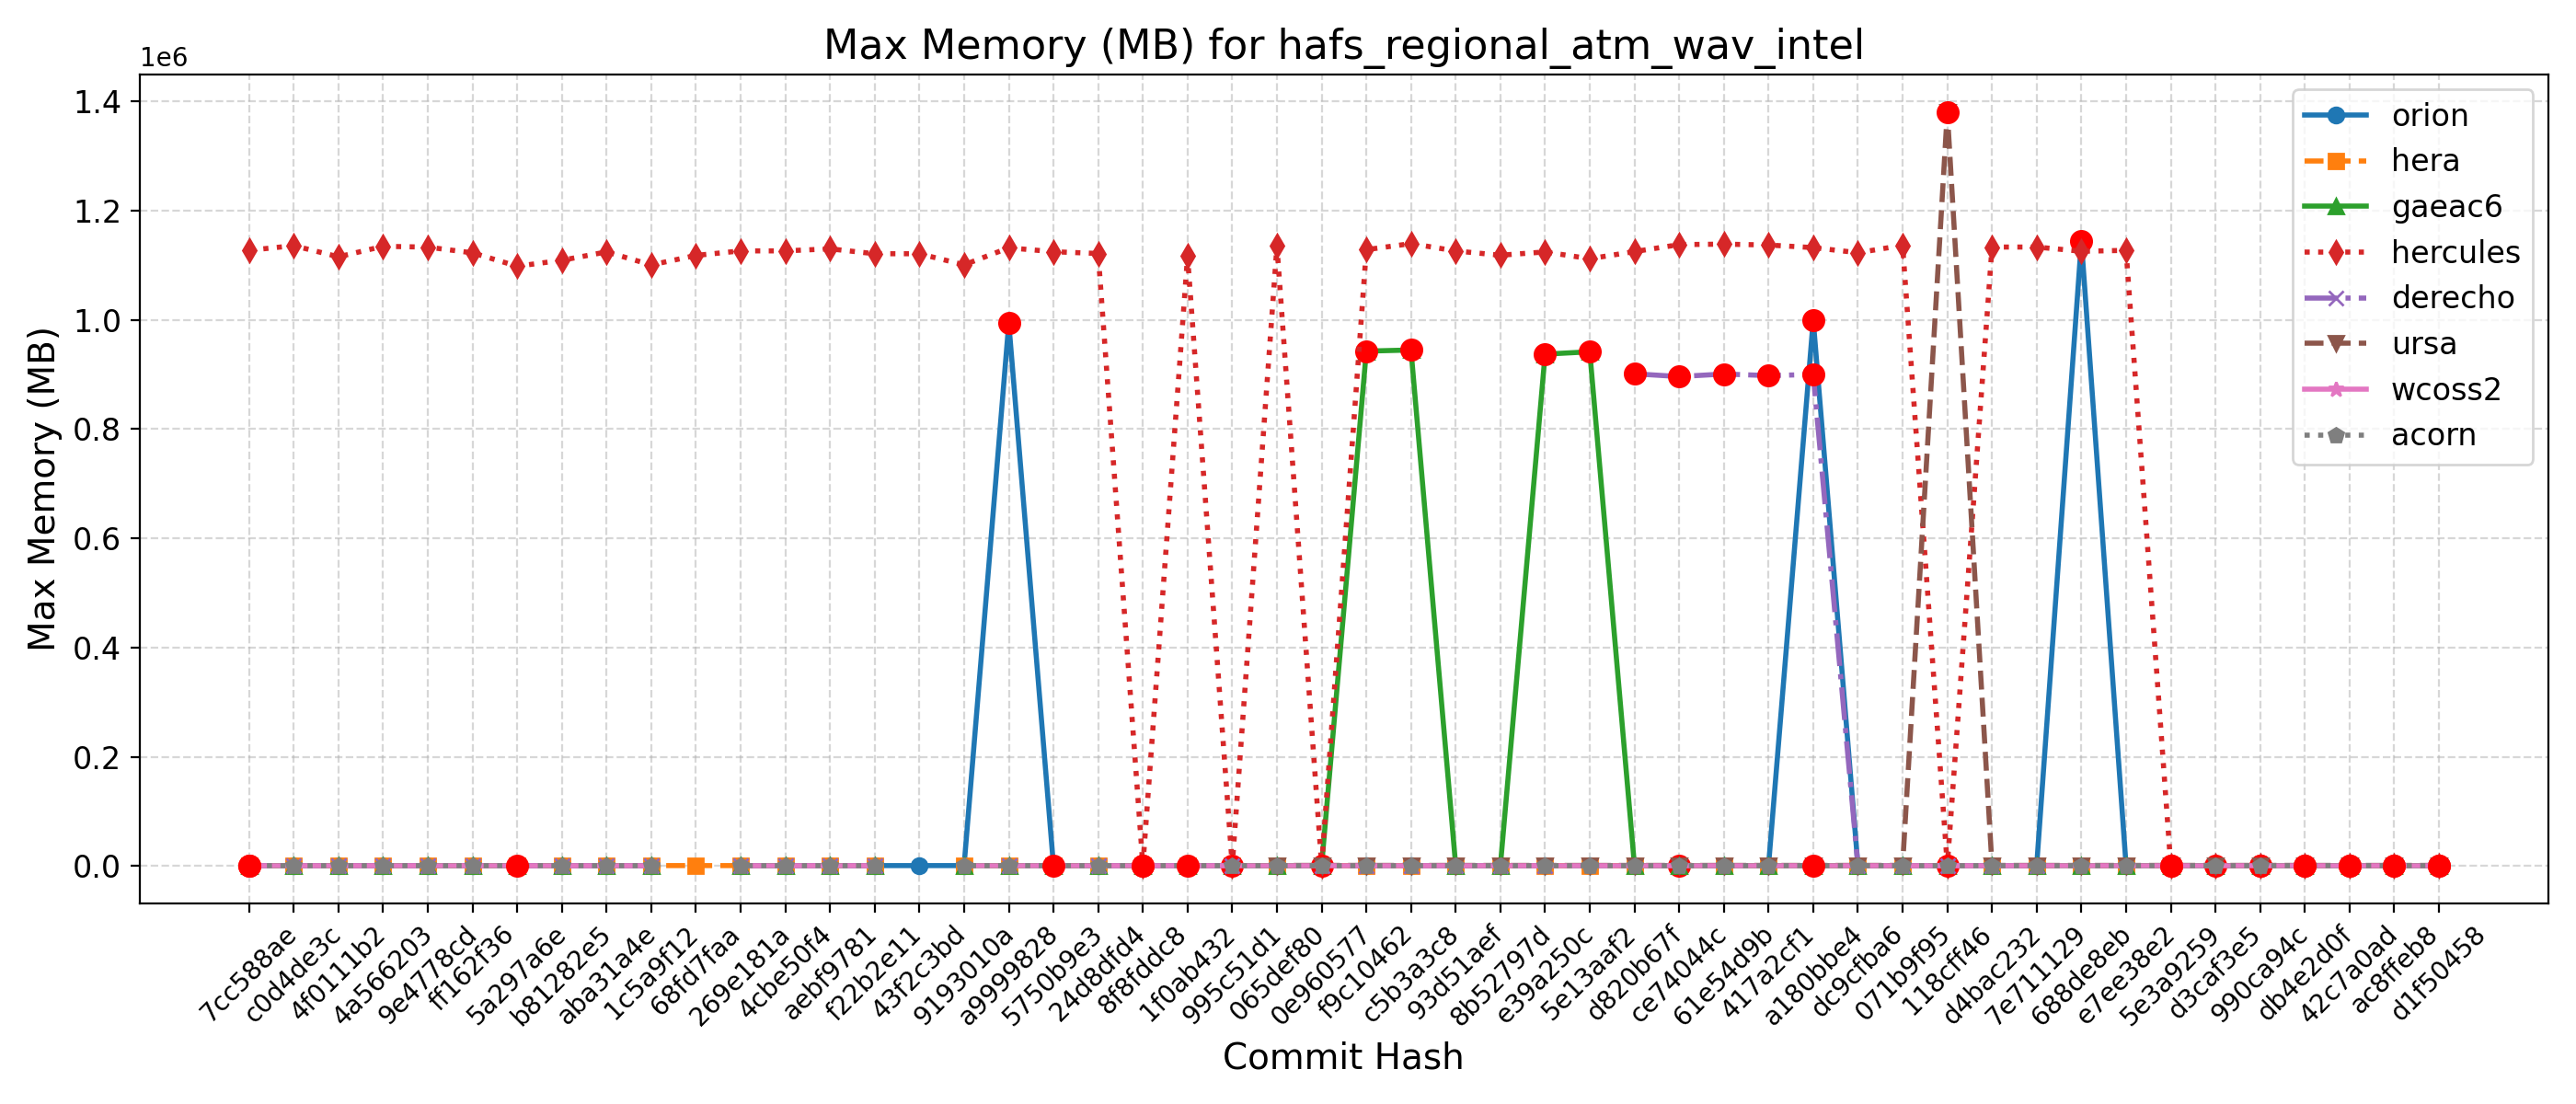 Max Memory (MB) for hafs_regional_atm_wav_intel
1e6
1.4
1.2
1.0
0.8
0.6
0.4
0.2
0.0
Max Memory (MB)
orion
hera
gaeac6
hercules
derecho
ursa
wcoss2
acorn
7cc588ae
c0d4de3c
4f0111b2
4a566203
9e4778cd
ff162f36
5a297a6e
b81282e5
aba31a4e
1c5a9f12
68fd7faa
269e181a
4cbe50f4
aebf9781
f22b2e11
43f2c3bd
9193010a
a9999828
5750b9e3
24d8dfd4
8f8fddc8
1f0ab432
995c51d1
065def80
0e960577
f9c10462
c5b3a3c8
93d51aef
8b52797d
e39a250c
5e13aaf2
d820b67f
ce74044c
61e54d9b
417a2cf1
a180bbe4
dc9cfba6
071b9f95
118cff46
d4bac232
7e711129
688de8eb
e7ee38e2
5e3a9259
d3caf3e5
990ca94c
db4e2d0f
42c7a0ad
ac8ffeb8
d1f50458
Commit Hash